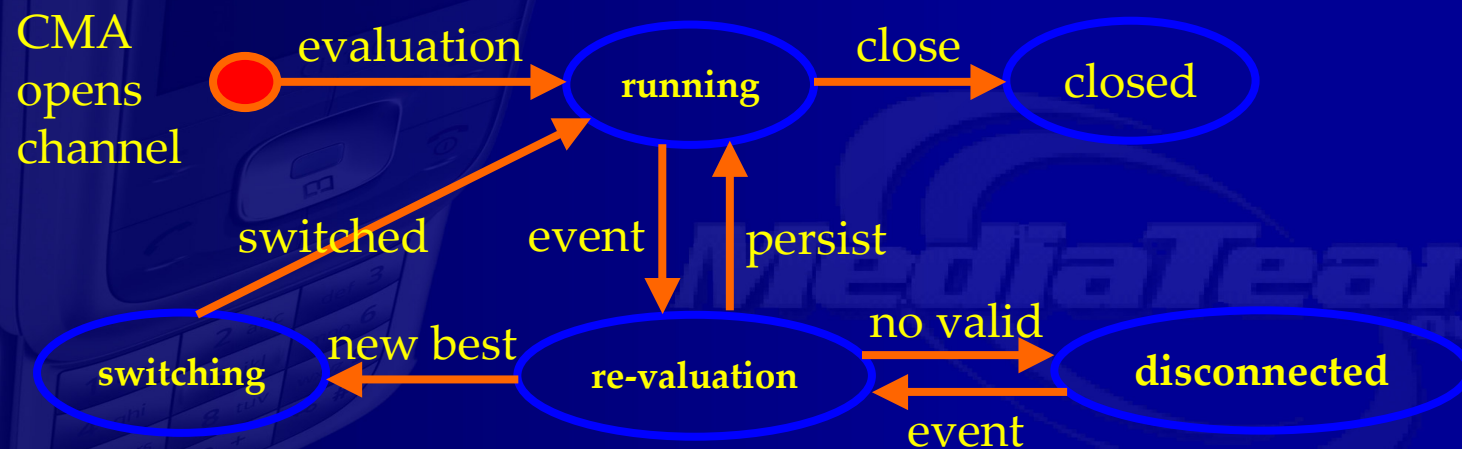 CMA
opens
channel
evaluation
running
close
closed
switched
event
persist
MediaTeam
switching
new best
re-valuation
no valid
disconnected
event